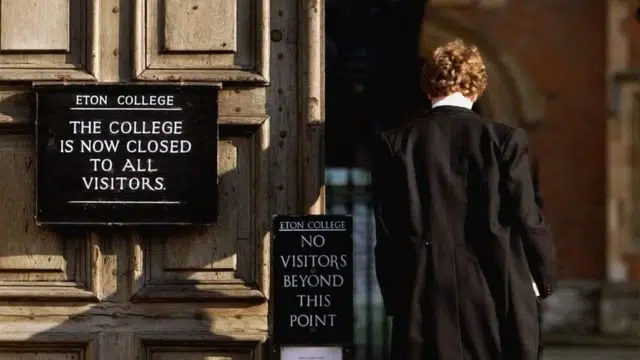 ETON COLLEGE
THE COLLEGE
IS NOW CLOSED
TO ALL
VISITORS.
ETON COLLEGE
NO
VISITORS
BEYOND
THIS
POINT